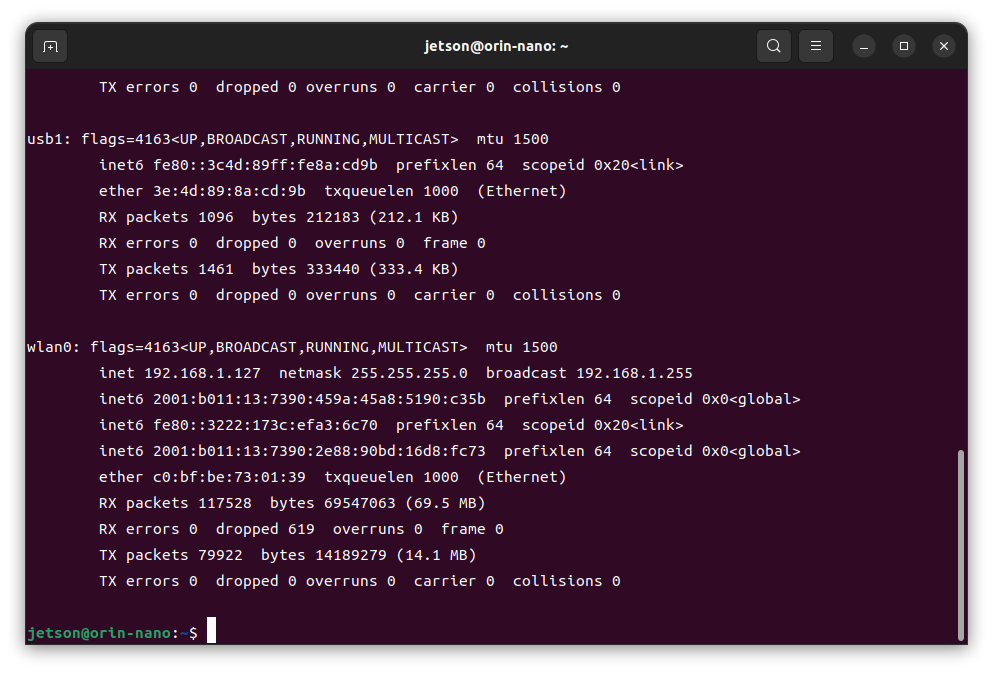 jetson@orin-nano: ~
TX errors 0  dropped 0 overruns 0  carrier 0  collisions 0
usb1: flags=4163<UP,BROADCAST,RUNNING,MULTICAST>  mtu 1500
inet6 fe80::3c4d:89ff:fe8a:cd9b  prefixlen 64  scopeid 0x20<link>
ether 3e:4d:89:8a:cd:9b  txqueuelen 1000  (Ethernet)
RX packets 1096  bytes 212183 (212.1 KB)
RX errors 0  dropped 0  overruns 0  frame 0
TX packets 1461  bytes 333440 (333.4 KB)
TX errors 0  dropped 0 overruns 0  carrier 0  collisions 0
wlan0: flags=4163<UP,BROADCAST,RUNNING,MULTICAST>  mtu 1500
inet 192.168.1.127  netmask 255.255.255.0  broadcast 192.168.1.255
inet6 2001:b011:13:7390:459a:45a8:5190:c35b  prefixlen 64  scopeid 0x0<global>
inet6 fe80::3222:173c:efa3:6c70  prefixlen 64  scopeid 0x20<link>
inet6 2001:b011:13:7390:2e88:90bd:16d8:fc73  prefixlen 64  scopeid 0x0<global>
ether c0:bf:be:73:01:39  txqueuelen 1000  (Ethernet)
RX packets 117528  bytes 69547063 (69.5 MB)
RX errors 0  dropped 619  overruns 0  frame 0
TX packets 79922  bytes 14189279 (14.1 MB)
TX errors 0  dropped 0 overruns 0  carrier 0  collisions 0
jetson@orin-nano:~$